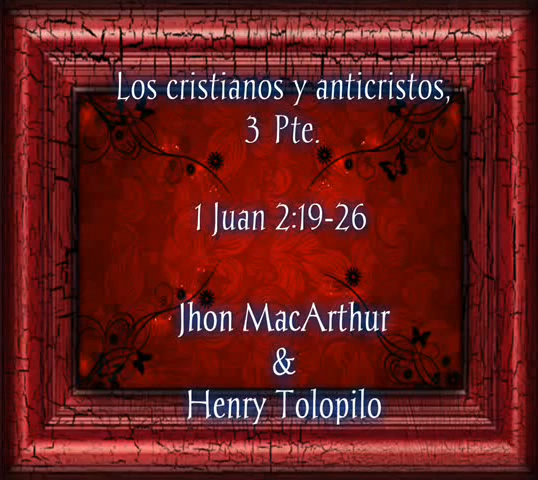 Los cristianos y anticristos,
3 Pte.
1 Juan 2:19-26
Jhon MacArthur
&
Henry Tolopilo